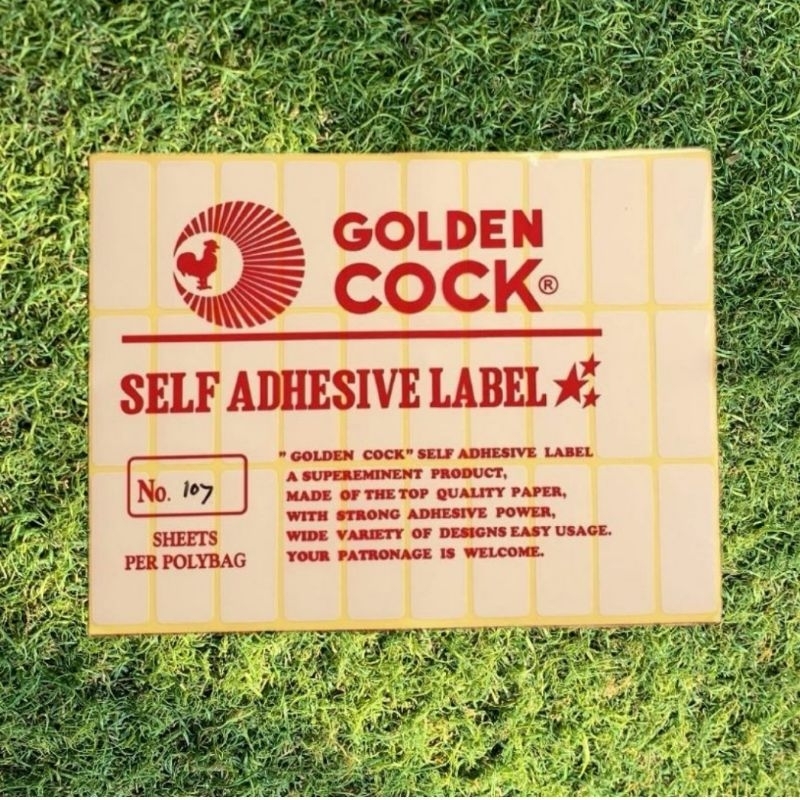 GOLDEN
COCK®
SELF ADHESIVE LABEL
"GOLDEN COCK" SELF ADHESIVE LABEL
A SUPEREMINENT PRODUCT,
MADE OF THE TOP QUALITY PAPER,
WITH STRONG ADHESIVE POWER,
WIDE VARIETY OF DESIGNS EASY USAGE.
YOUR PATRONAGE IS WELCOME.
No. 107
SHEETS
PER POLYBAG